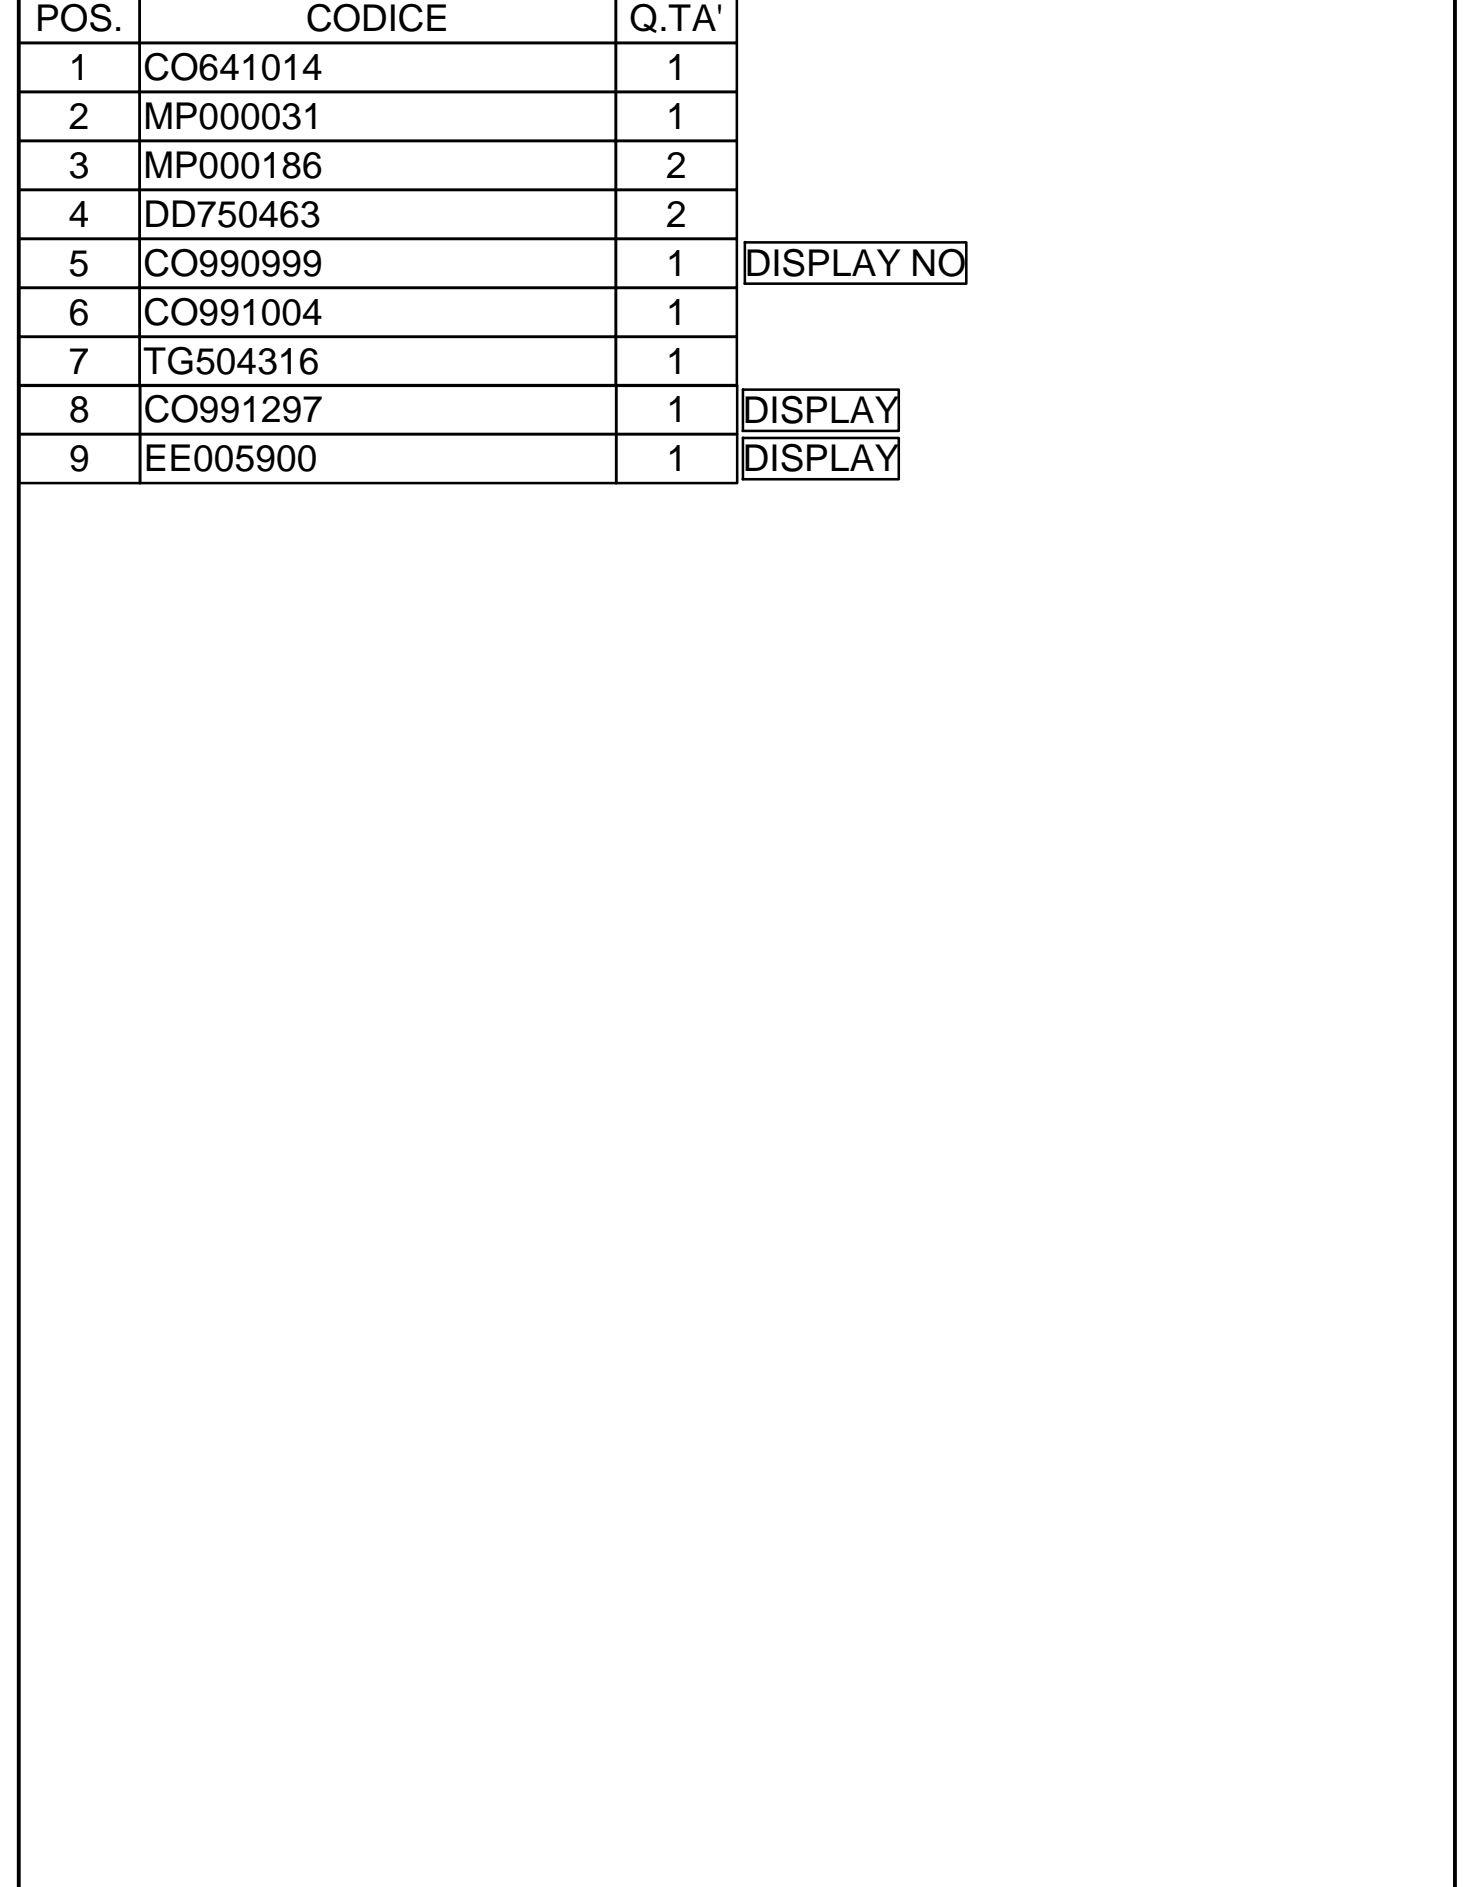 POS. CODICE Q.TA'
1 CO641014 1
2 MP000031 1
3 MP000186 2
4 DD750463 2
5 CO990999 1 DISPLAY NO
6 CO991004 1
7 TG504316 1
8 CO991297 1 DISPLAY
9 EE005900 1 DISPLAY